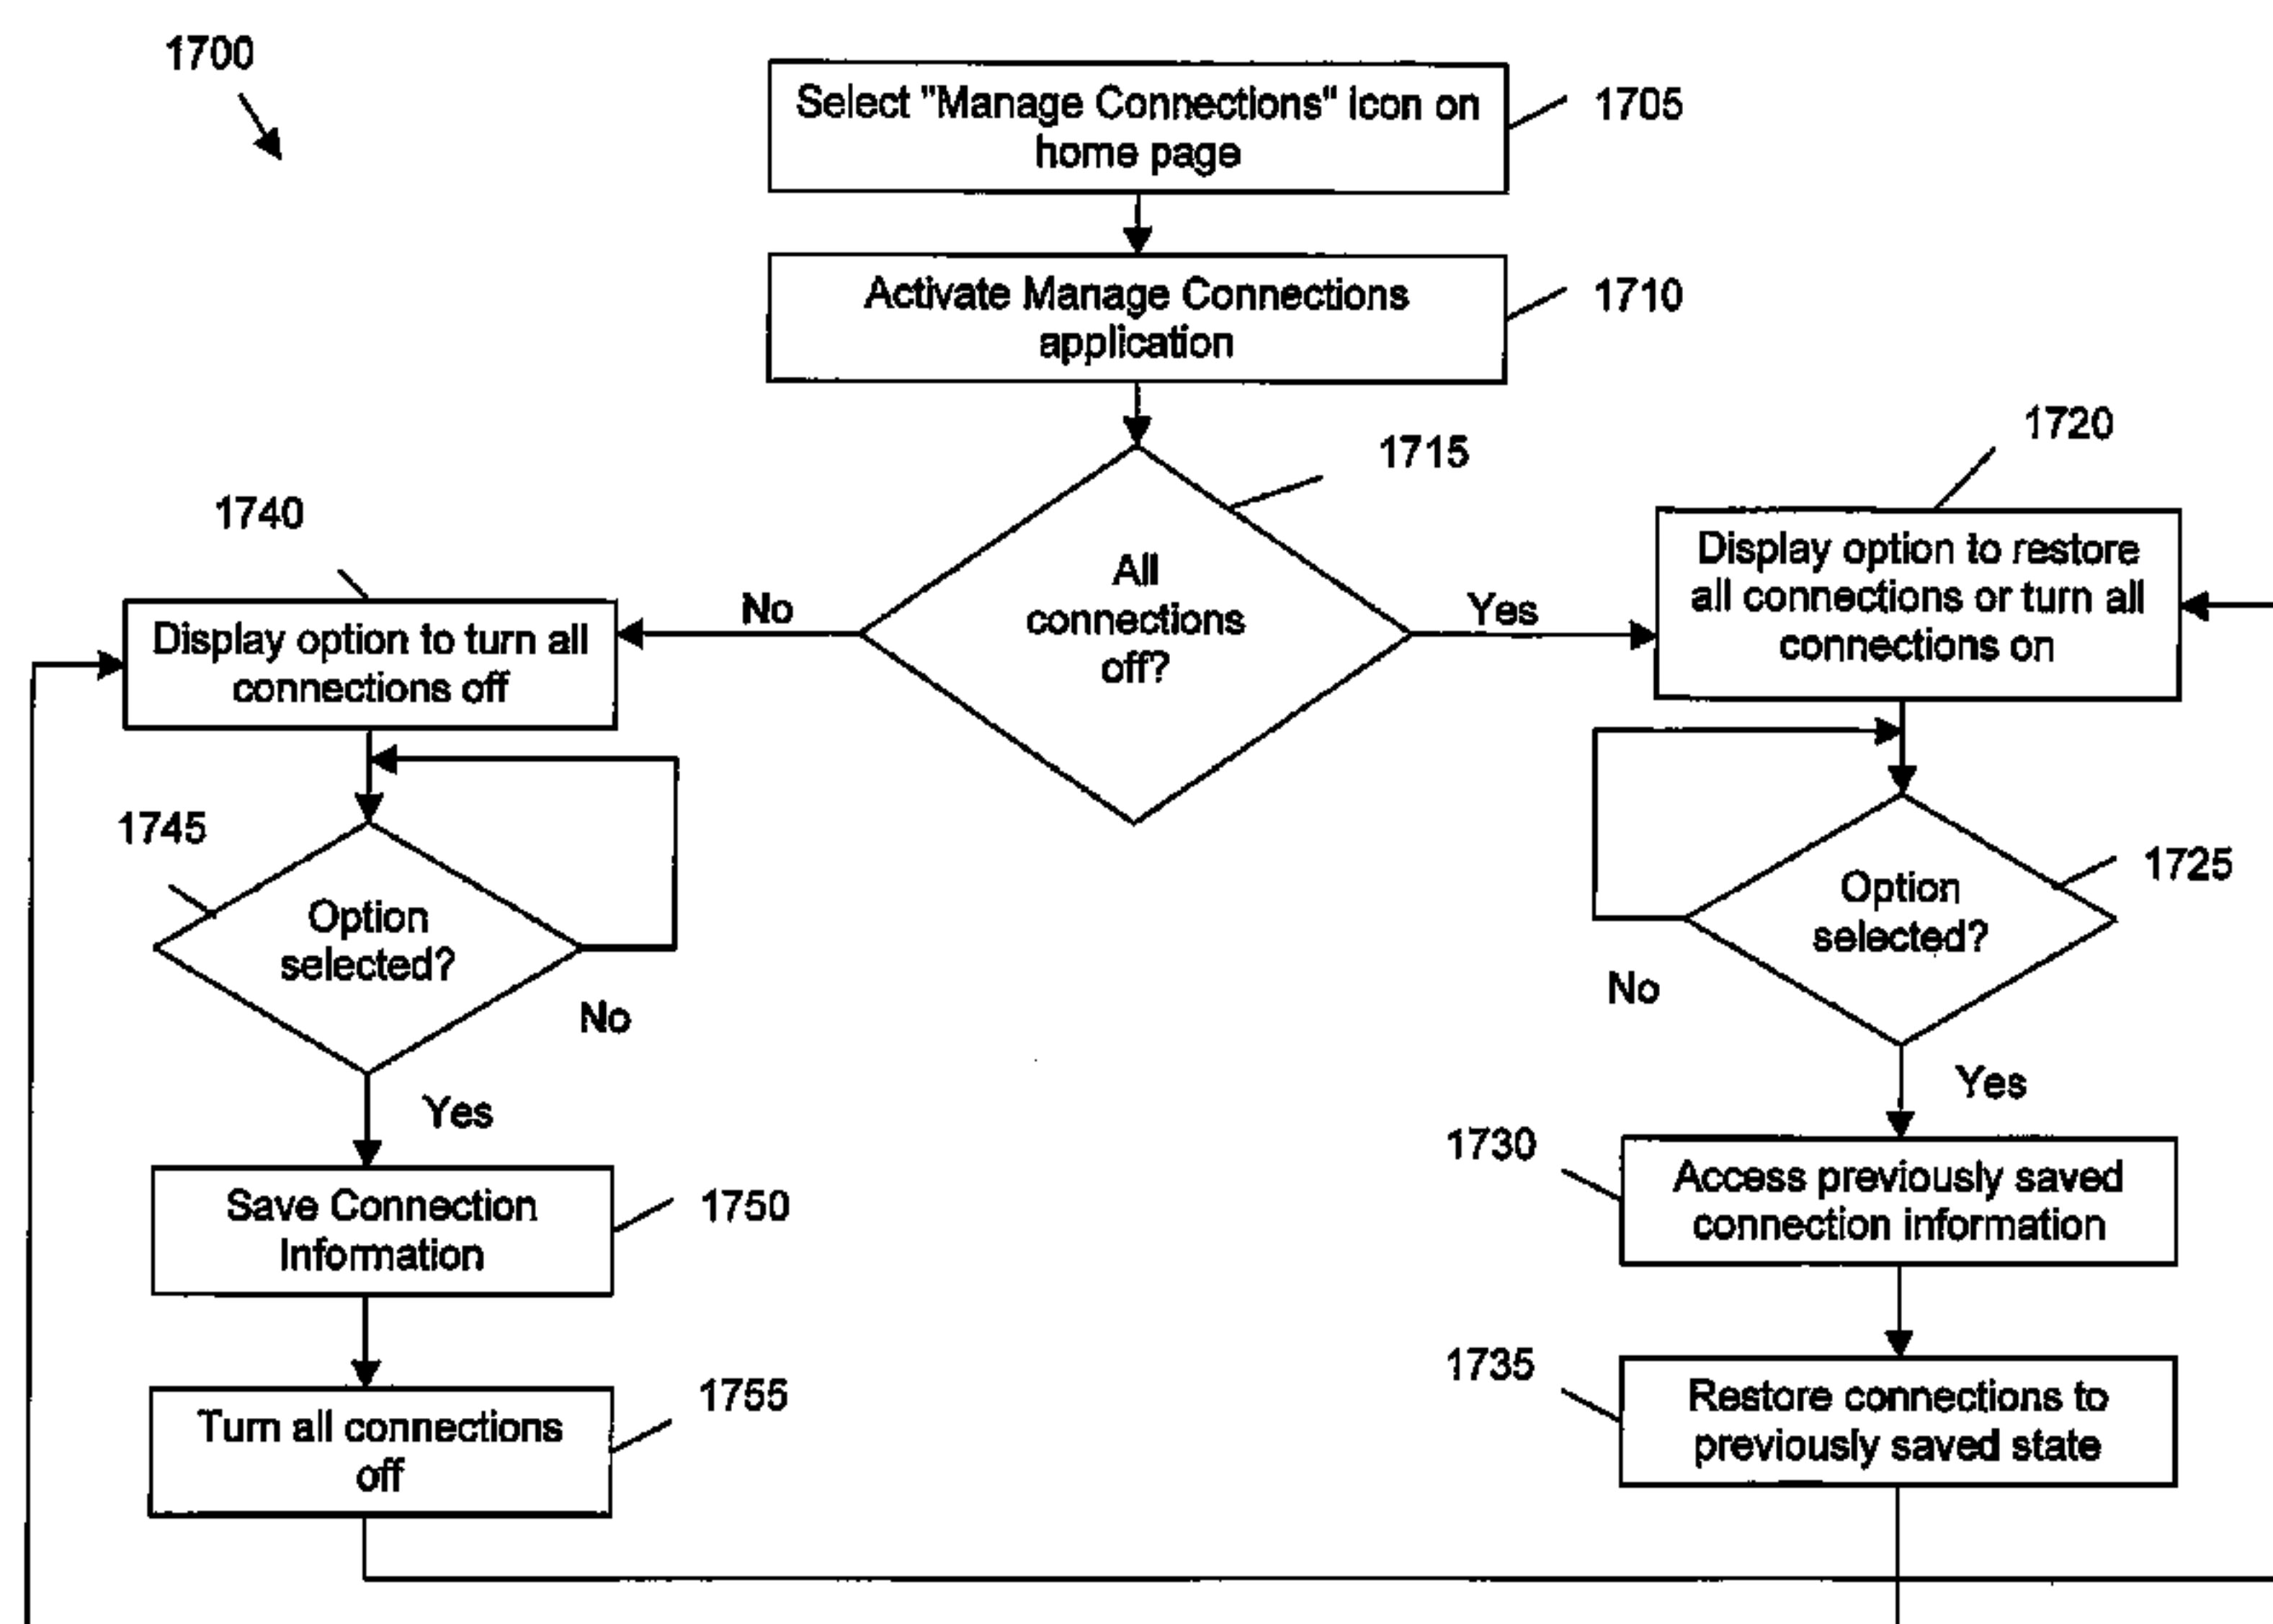 1700
Select "Manage Connections" Icon on
home page
1705
Activate Manage Connections
application
1710
1715
All
connections
off?
No
Yes
1720
Display option to restore
all connections or turn all
connections on
1740
Display option to turn all
connections off
1745
Option
selected?
No
Yes
1725
Option
selected?
No
Yes
Save Connection
Information
1750
1730
Access previously saved
connection information
Turn all connections
off
1755
1735
Restore connections to
previously saved state